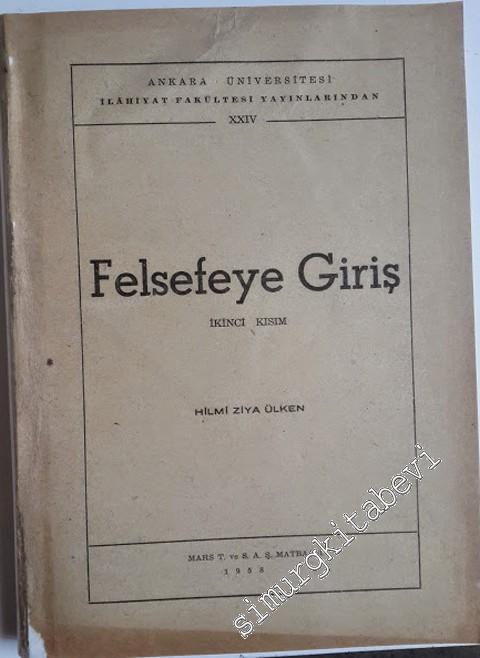 ANKARA ÜNİVERSİTESİ
İLÂHİYAT FAKÜLTESİ YAYINLARINDAN
XXIV
Felsefeye Giriş
İKİNCİ KISIM
HİLMİ ZİYA ÜLKEN
MARS T. ve S. A. Ş. MATBAA
1958
simurgkitabevi